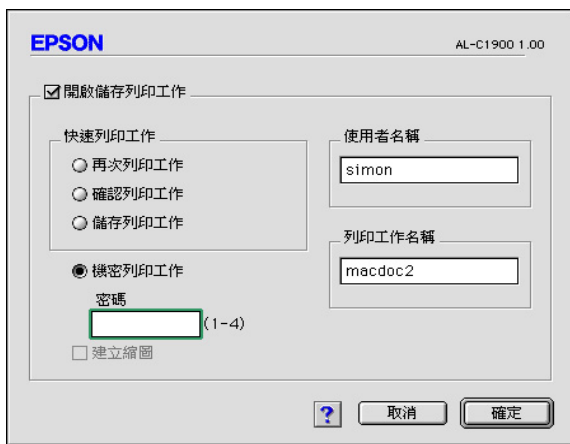 EPSON
AL-C1900 1.00
開啟儲存列印工作
快速列印工作
再次列印工作
確認列印工作
儲存列印工作
機密列印工作
密碼
(1-4)
建立縮圖
使用者名稱
simon
列印工作名稱
macdoc2
?
取消
確定